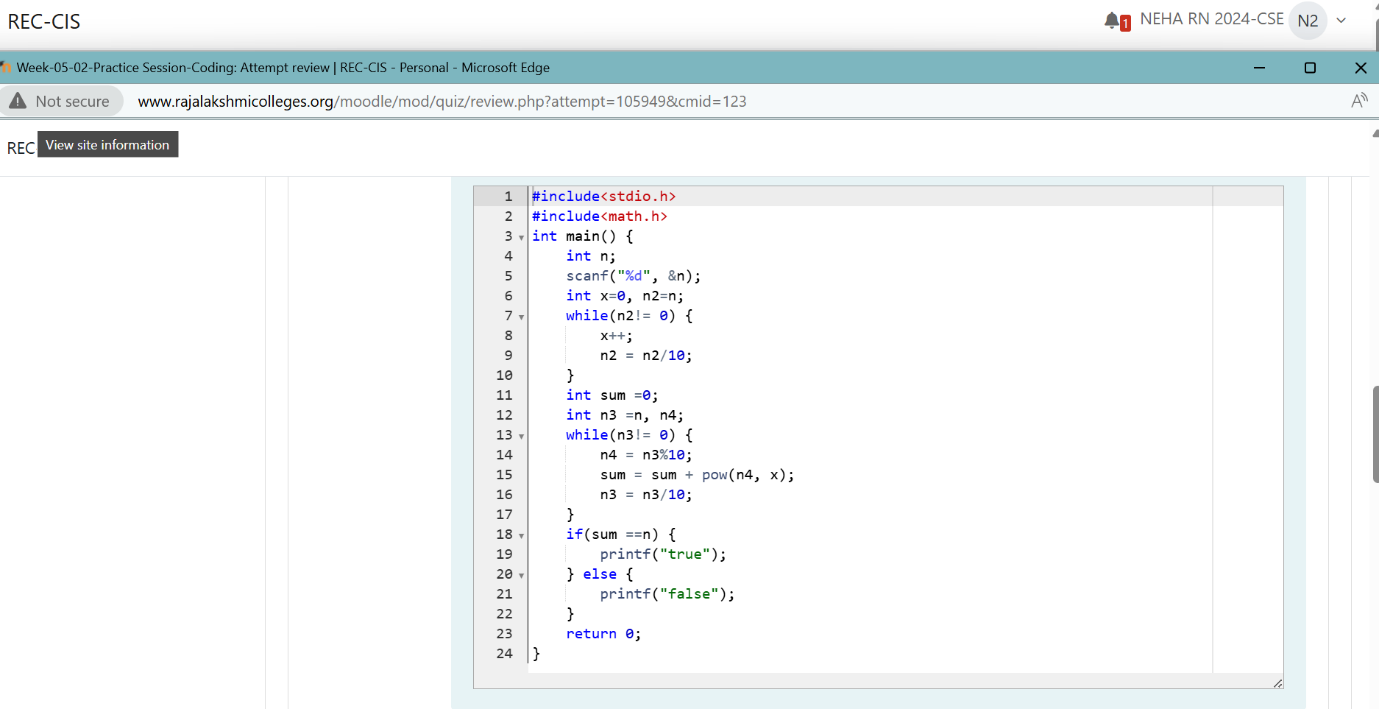 REC-CIS
1 NEHA RN 2024-CSE N2
Week-05-02-Practice Session-Coding: Attempt review | REC-CIS - Personal - Microsoft Edge
Not secure www.rajalakshmicolleges.org/moodle/mod/quiz/review.php?attempt=105949&cmid=123
REC View site information
1 #include<stdio.h>
2 #include<math.h>
3 int main() {
4     int n;
5     scanf("%d", &n);
6     int x=0, n2=n;
7     while(n2!= 0) {
8         x++;
9         n2 = n2/10;
10     }
11     int sum =0;
12     int n3 =n, n4;
13     while(n3!= 0) {
14         n4 = n3%10;
15         sum = sum + pow(n4, x);
16         n3 = n3/10;
17     }
18     if(sum ==n) {
19         printf("true");
20     } else {
21         printf("false");
22     }
23     return 0;
24 }